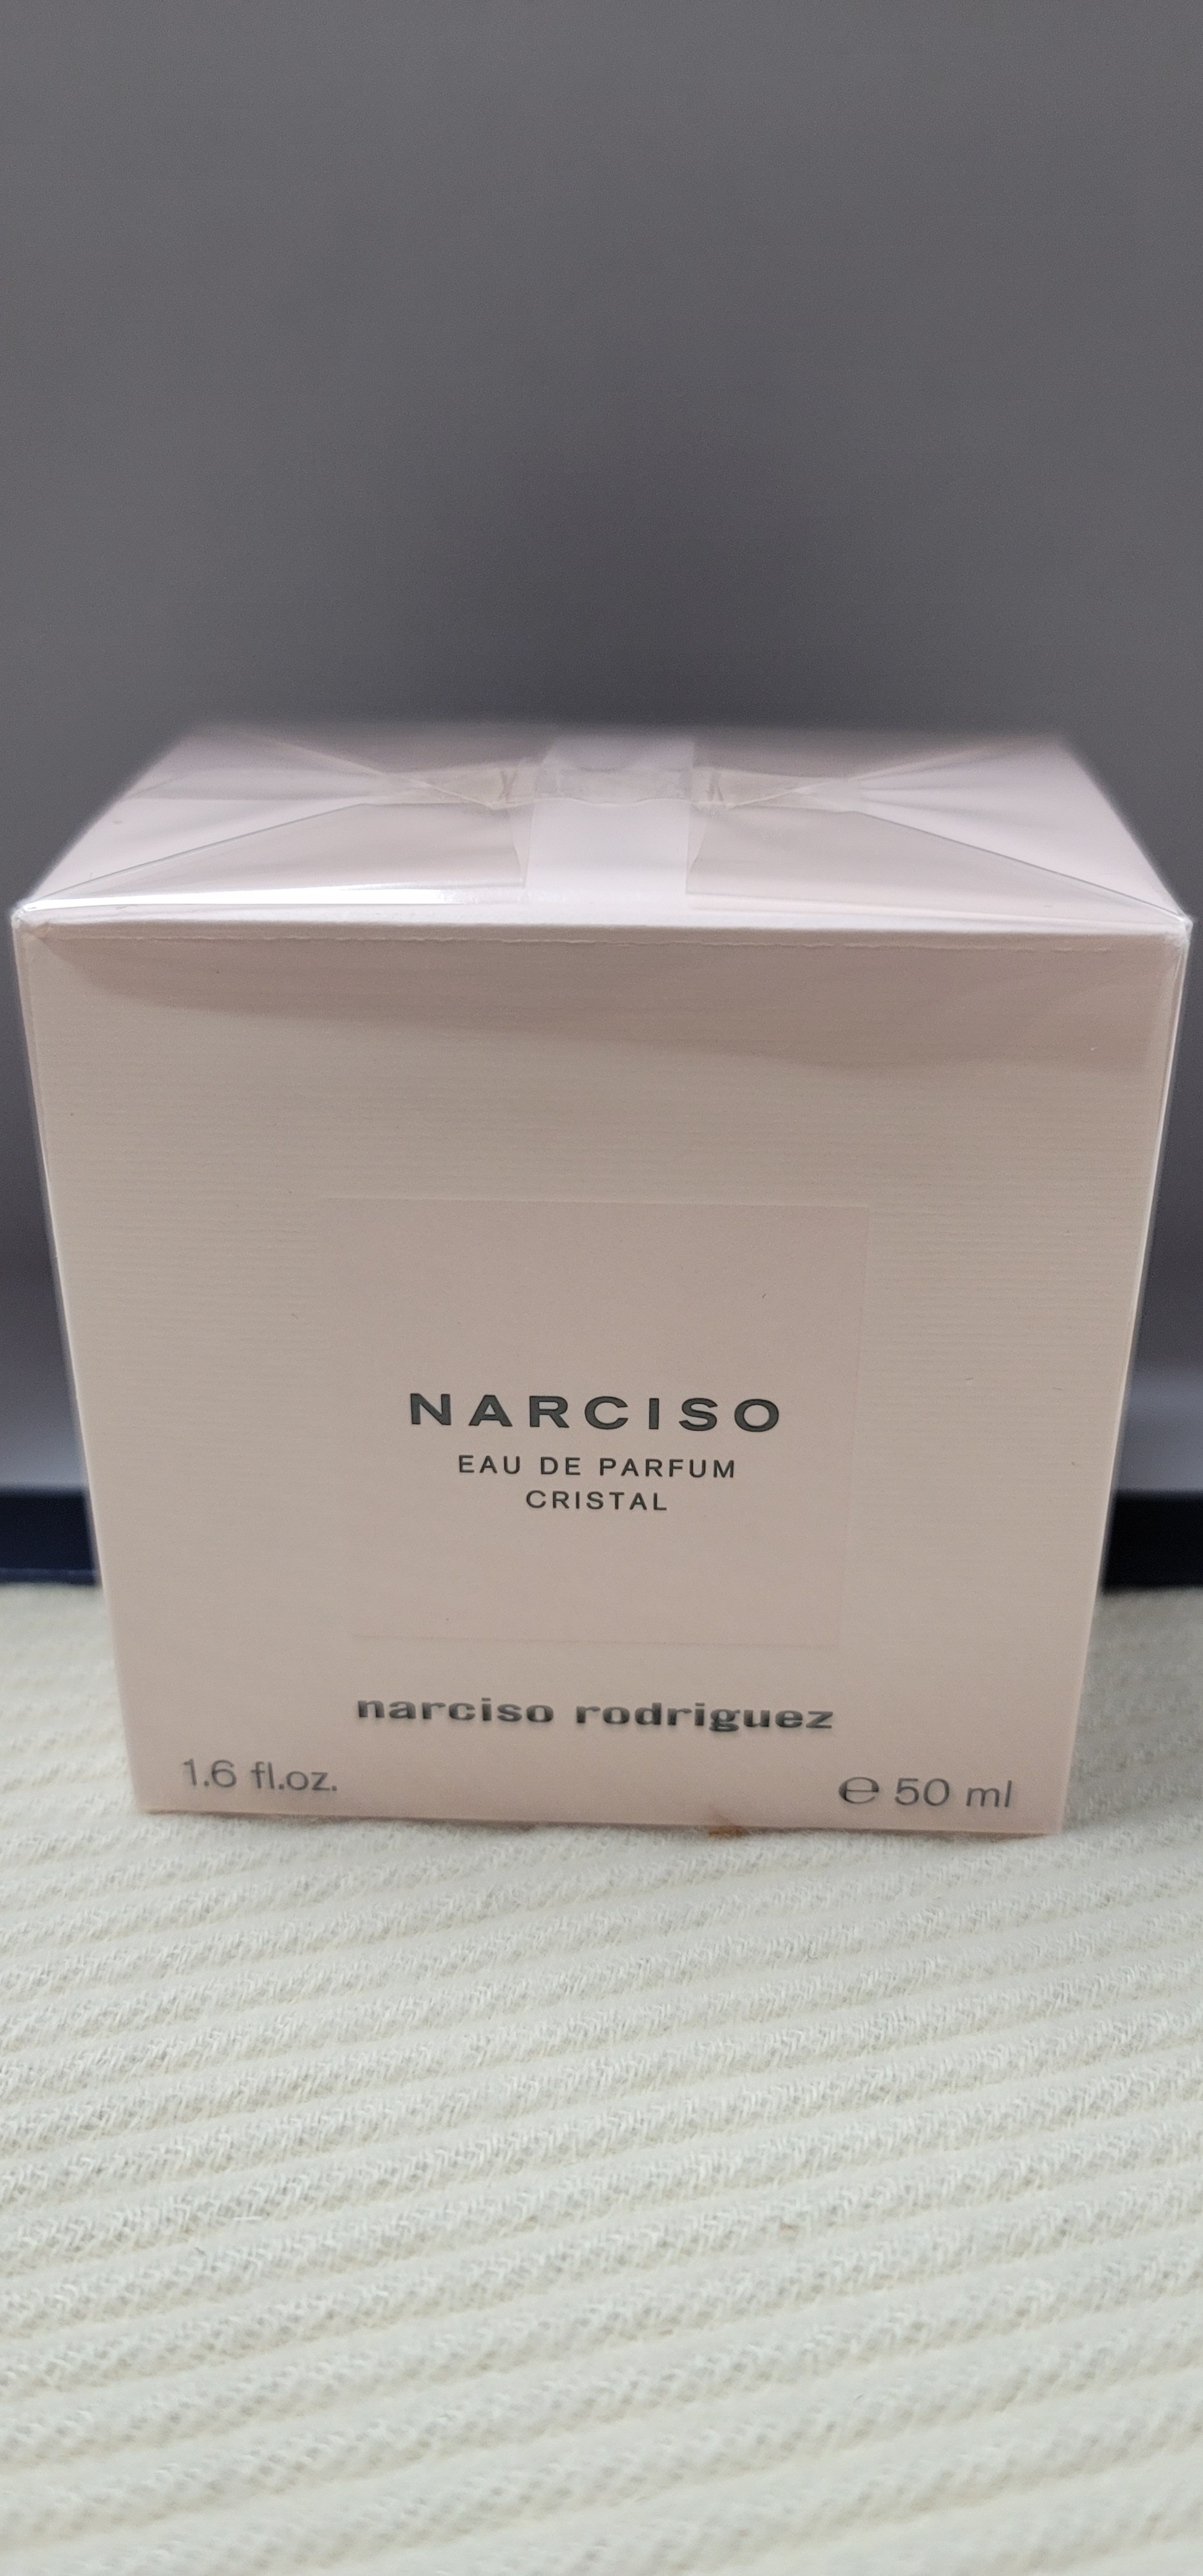 NARCISO
EAU DE PARFUM
CRISTAL
narciso rodriguez
1.6 fl.oz.
℮ 50 ml